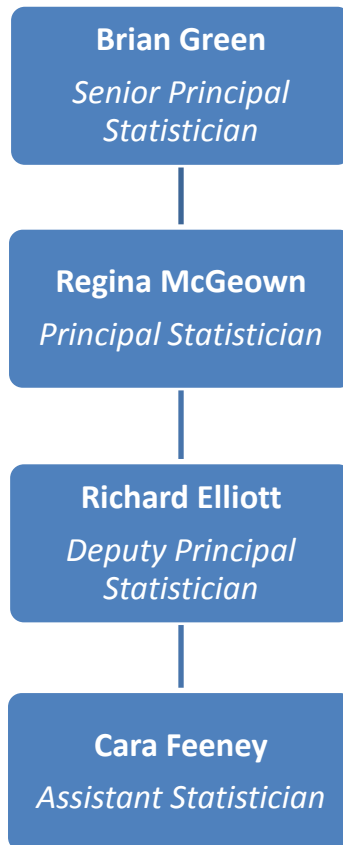 Brian Green
Senior Principal
Statistician
Regina McGeown
Principal Statistician
Richard Elliott
Deputy Principal
Statistician
Cara Feeney
Assistant Statistician